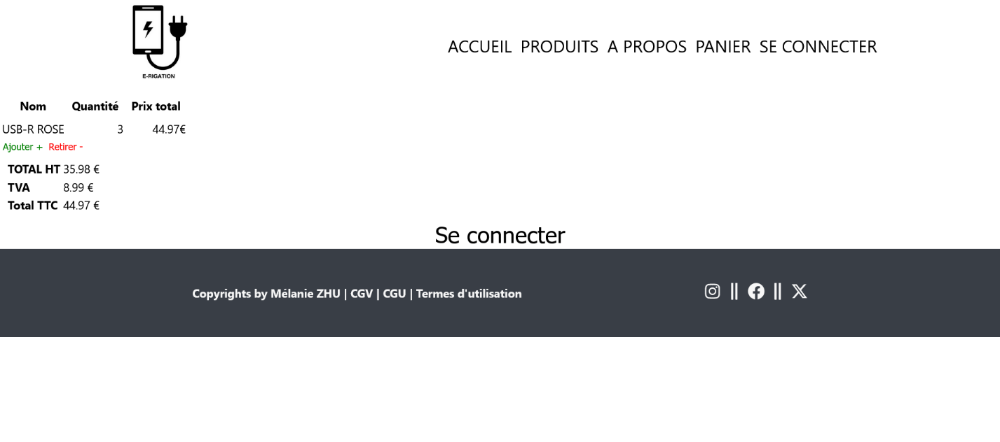 E-RIGATION
ACCUEIL PRODUITS A PROPOS PANIER SE CONNECTER
Nom Quantité Prix total
USB-R ROSE 3 44.97€
Ajouter + Retirer -
TOTAL HT 35.98 €
TVA 8.99 €
Total TTC 44.97 €
Se connecter
Copyrights by Mélanie ZHU | CGV | CGU | Termes d'utilisation || ||